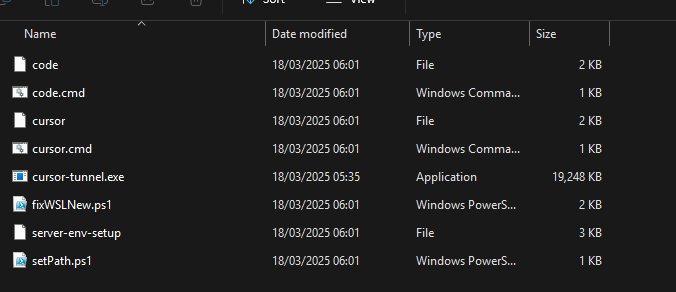 Sort View
Name Date modified Type Size
code 18/03/2025 06:01 File 2 KB
code.cmd 18/03/2025 06:01 Windows Comma... 1 KB
cursor 18/03/2025 06:01 File 2 KB
cursor.cmd 18/03/2025 06:01 Windows Comma... 1 KB
cursor-tunnel.exe 18/03/2025 05:35 Application 19,248 KB
fixWSLNew.ps1 18/03/2025 06:01 Windows PowerS... 2 KB
server-env-setup 18/03/2025 06:01 File 3 KB
setPath.ps1 18/03/2025 06:01 Windows PowerS... 1 KB